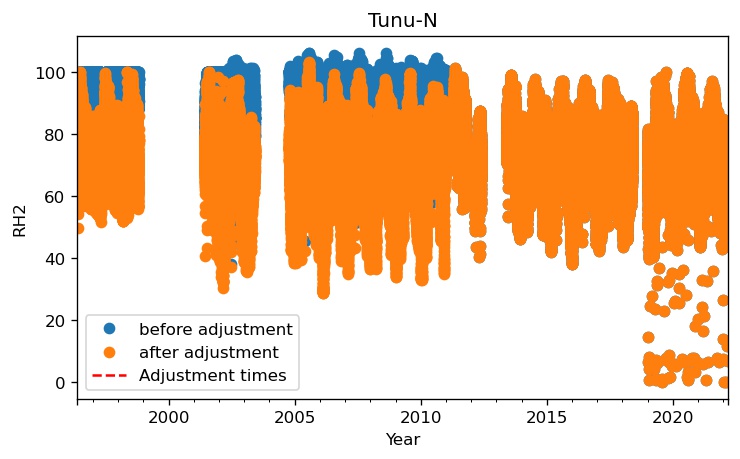 Tunu-N
RH2
100
80
60
40
20
0
before adjustment
after adjustment
Adjustment times
2000
2005
2010
2015
2020
Year